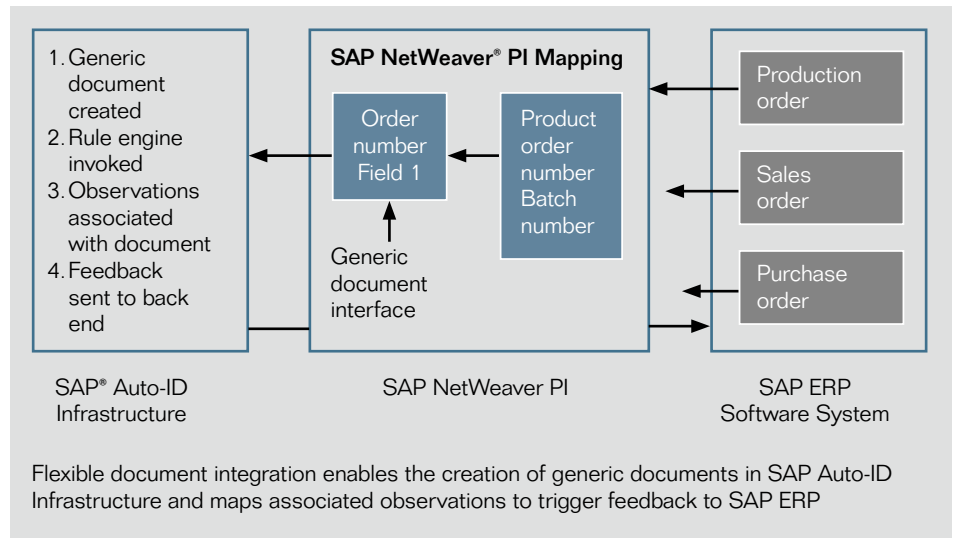 1. Generic
document
created
2. Rule engine
invoked
3. Observations
associated
with document
4. Feedback
sent to back
end
SAP® Auto-ID
Infrastructure
SAP NetWeaver® PI Mapping
Order
number
Field 1
Product
order
number
Batch
number
Generic
document
interface
SAP NetWeaver PI
Production
order
Sales
order
Purchase
order
SAP ERP
Software System
Flexible document integration enables the creation of generic documents in SAP Auto-ID
Infrastructure and maps associated observations to trigger feedback to SAP ERP